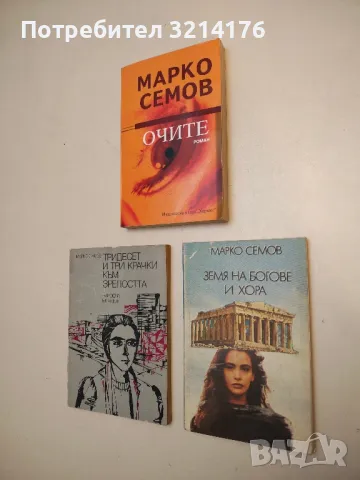 Потребител 3214176
МАРКО
СЕМОВ
ОЧИТЕ
РОМАН
ТРИДЕСЕТ
И ТРИ КРАЧКИ
КЪМ
ЗРЕЛОСТТА
МАРКО СЕМОВ
ЗЕМЯ НА БОГОВЕ
И ХОРА
BAZAR